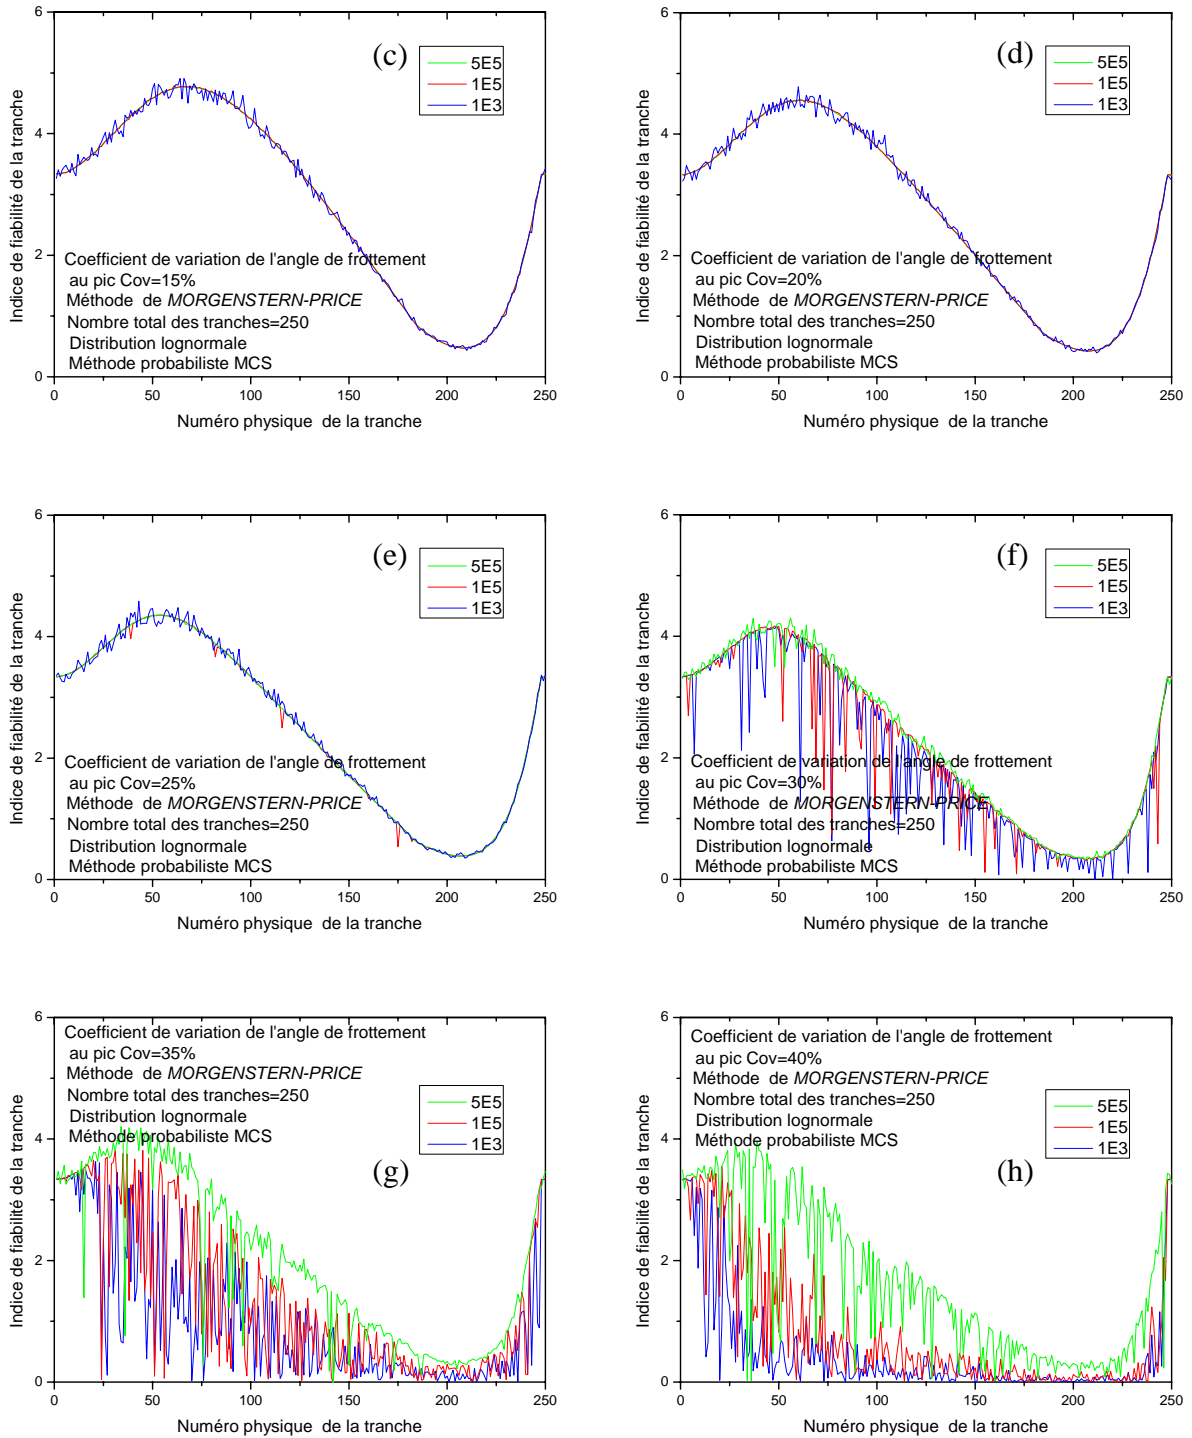 (c)
5E5
1E5
1E3
Indice de fiabilité de la tranche
6
4
2
0
Coefficient de variation de l'angle de frottement
au pic Cov=15%
Méthode de MORGENSTERN-PRICE
Nombre total des tranches=250
Distribution lognormale
Méthode probabiliste MCS
0 50 100 150 200 250
Numéro physique de la tranche
(d)
5E5
1E5
1E3
Indice de fiabilité de la tranche
6
4
2
0
Coefficient de variation de l'angle de frottement
au pic Cov=20%
Méthode de MORGENSTERN-PRICE
Nombre total des tranches=250
Distribution lognormale
Méthode probabiliste MCS
0 50 100 150 200 250
Numéro physique de la tranche
(e)
5E5
1E5
1E3
Indice de fiabilité de la tranche
6
4
2
0
Coefficient de variation de l'angle de frottement
au pic Cov=25%
Méthode de MORGENSTERN-PRICE
Nombre total des tranches=250
Distribution lognormale
Méthode probabiliste MCS
0 50 100 150 200 250
Numéro physique de la tranche
(f)
5E5
1E5
1E3
Indice de fiabilité de la tranche
6
4
2
0
Coefficient de variation de l'angle de frottement
au pic Cov=30%
Méthode de MORGENSTERN-PRICE
Nombre total des tranches=250
Distribution lognormale
Méthode probabiliste MCS
0 50 100 150 200 250
Numéro physique de la tranche
Coefficient de variation de l'angle de frottement
au pic Cov=35%
Méthode de MORGENSTERN-PRICE
Nombre total des tranches=250
Distribution lognormale
Méthode probabiliste MCS
5E5
1E5
1E3
(g)
Indice de fiabilité de la tranche
6
4
2
0
0 50 100 150 200 250
Numéro physique de la tranche
Coefficient de variation de l'angle de frottement
au pic Cov=40%
Méthode de MORGENSTERN-PRICE
Nombre total des tranches=250
Distribution lognormale
Méthode probabiliste MCS
5E5
1E5
1E3
(h)
Indice de fiabilité de la tranche
6
4
2
0
0 50 100 150 200 250
Numéro physique de la tranche